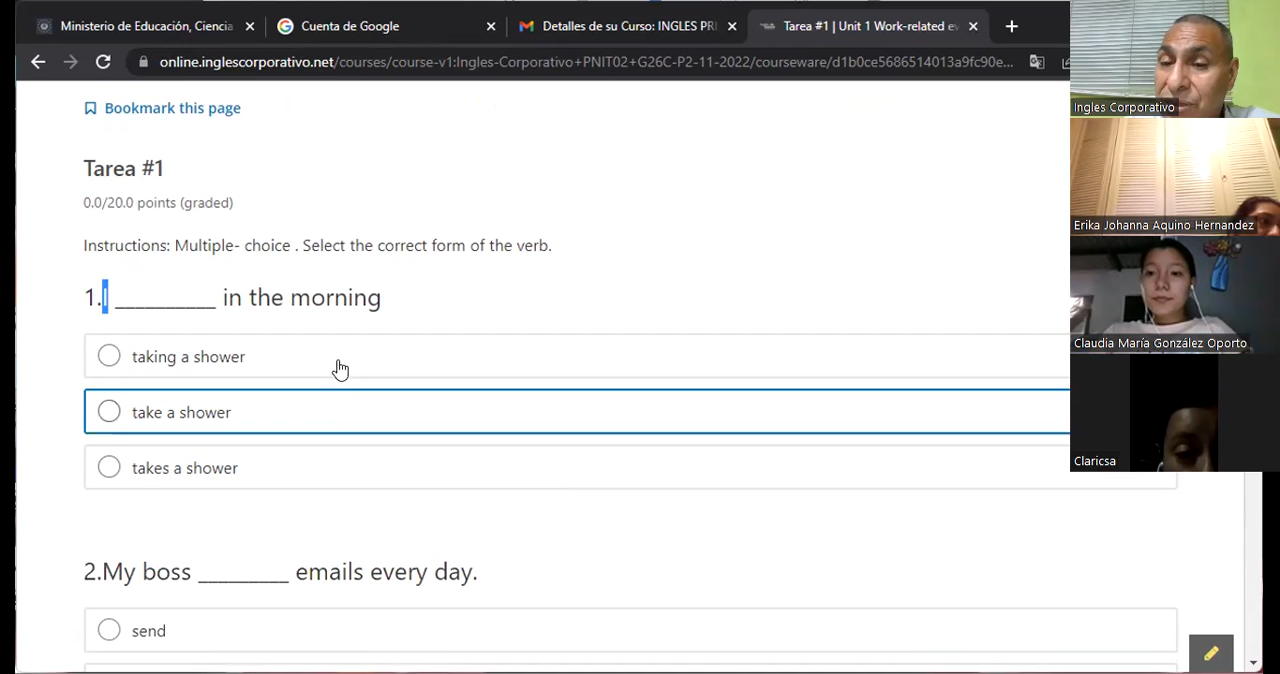 Ministerio de Educación, Ciencia
Cuenta de Google
Detalles de su Curso: INGLES PRI
Tarea #1 | Unit 1 Work-related ev
online.inglescorporativo.net/courses/course-v1:Ingles-Corporativo+PNIT02+G26C-P2-11-2022/courseware/d1b0ce5686514013a9fc90e...
Bookmark this page
Tarea #1
0.0/20.0 points (graded)
Instructions: Multiple- choice . Select the correct form of the verb.
1.I __________ in the morning
taking a shower
take a shower
takes a shower
2.My boss _________ emails every day.
send
Ingles Corporativo
Erika Johanna Aquino Hernandez
Claudia María González Oporto
Claricsa